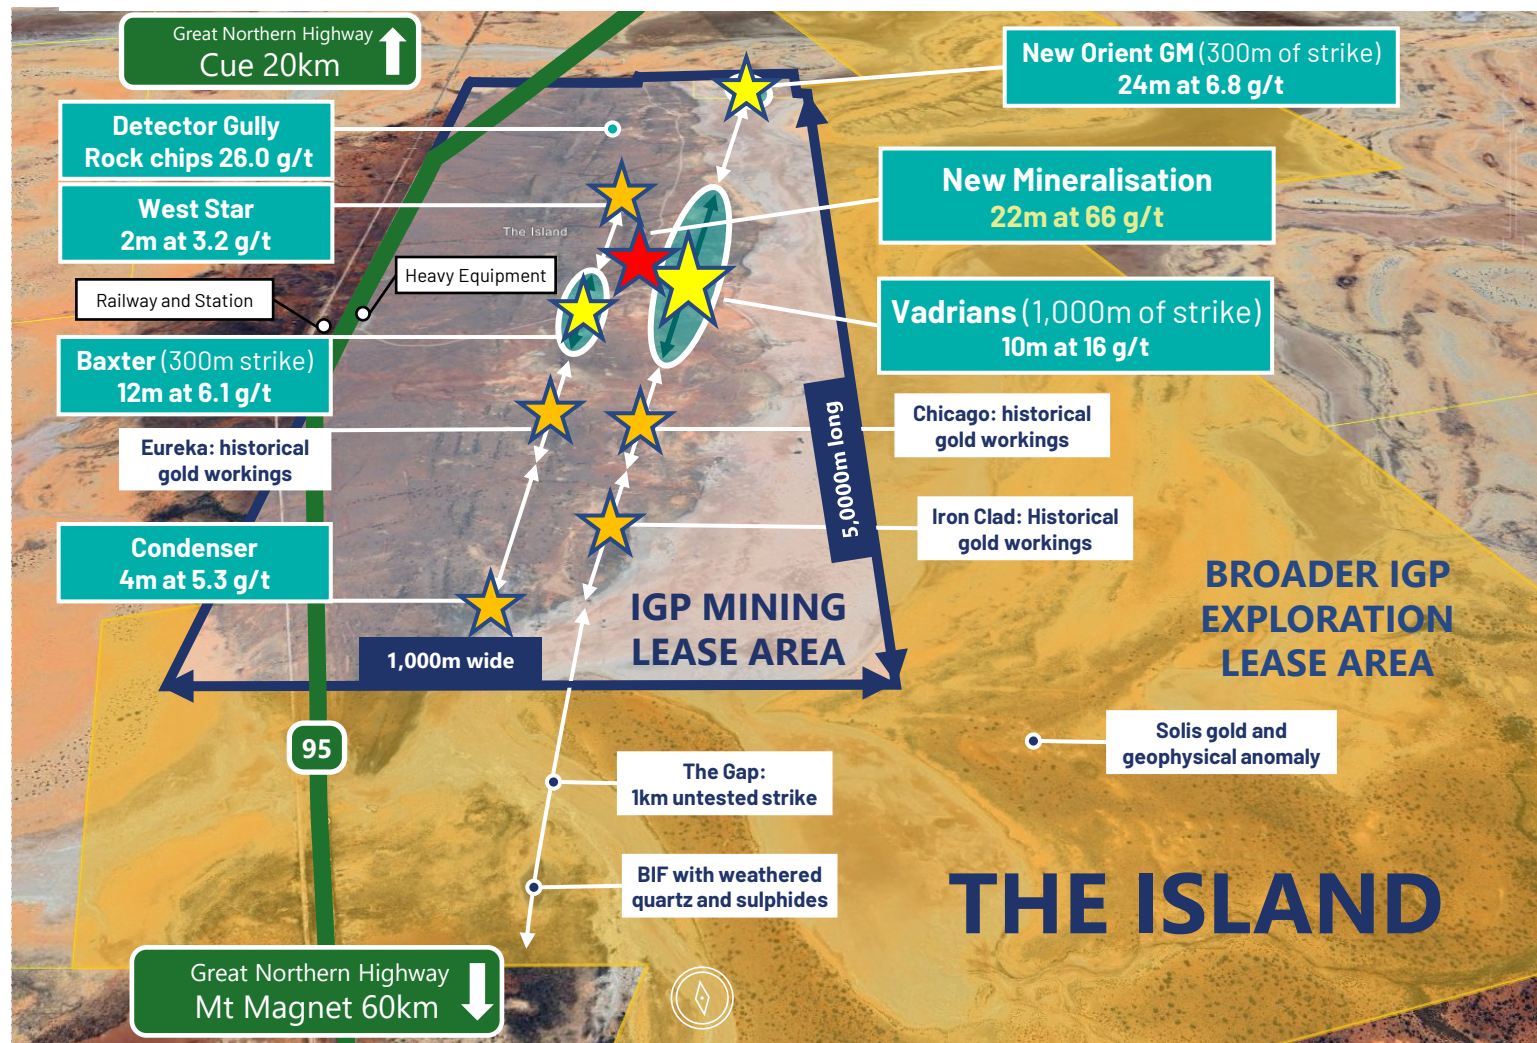 Great Northern Highway
Cue 20km
New Orient GM (300m of strike)
24m at 6.8 g/t
Detector Gully
Rock chips 26.0 g/t
New Mineralisation
22m at 66 g/t
West Star
2m at 3.2 g/t
The Island
Heavy Equipment
Railway and Station
Vadrians (1,000m of strike)
10m at 16 g/t
Baxter (300m strike)
12m at 6.1 g/t
Chicago: historical
gold workings
Eureka: historical
gold workings
5,0000m long
Iron Clad: Historical
gold workings
Condenser
4m at 5.3 g/t
IGP MINING
LEASE AREA
BROADER IGP
EXPLORATION
LEASE AREA
1,000m wide
95
Solis gold and
geophysical anomaly
The Gap:
1km untested strike
BIF with weathered
quartz and sulphides
THE ISLAND
Great Northern Highway
Mt Magnet 60km